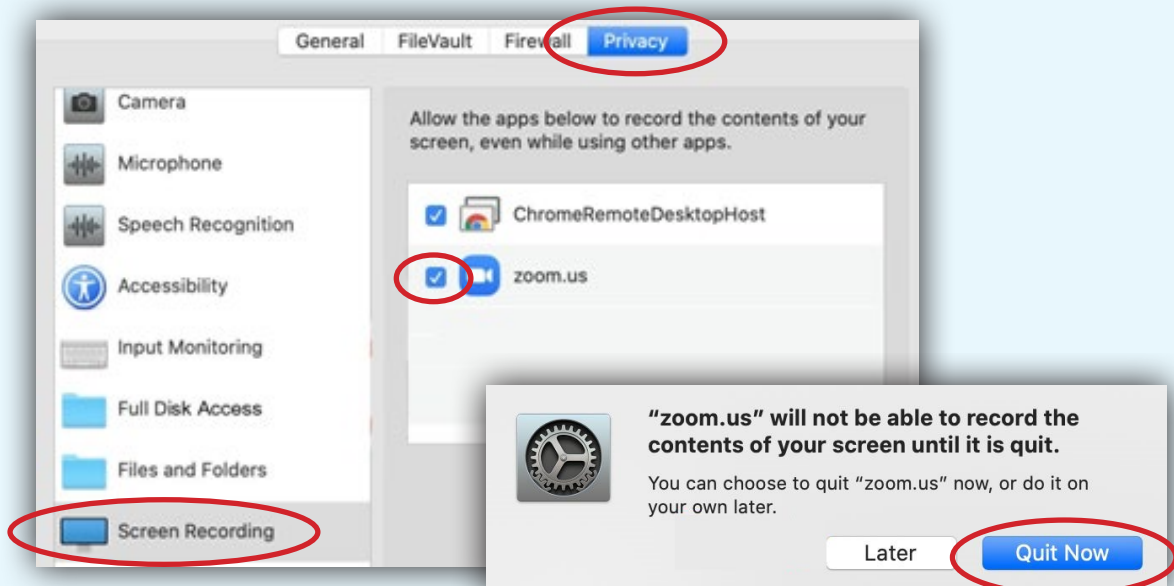 General FileVault Firewall Privacy
Camera
Microphone
Speech Recognition
Accessibility
Input Monitoring
Full Disk Access
Files and Folders
Screen Recording
Allow the apps below to record the contents of your
screen, even while using other apps.
ChromeRemoteDesktopHost
zoom.us
“zoom.us” will not be able to record the
contents of your screen until it is quit.
You can choose to quit “zoom.us” now, or do it on
your own later.
Later Quit Now